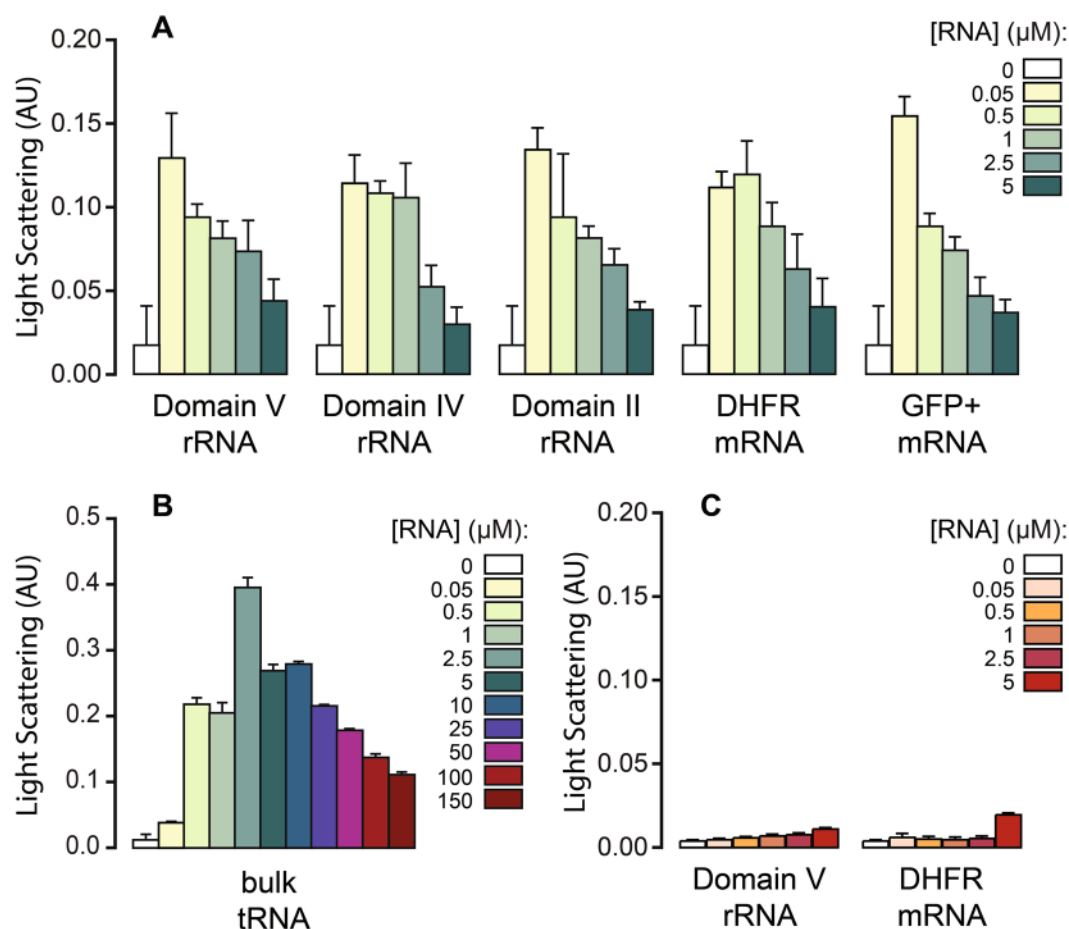 A
[RNA] (µM):
0
0.05
0.5
1
2.5
5
Light Scattering (AU)
0.20
0.15
0.10
0.05
0.00
Domain V
rRNA
Domain IV
rRNA
Domain II
rRNA
DHFR
mRNA
GFP+
mRNA
B
[RNA] (µM):
0
0.05
0.5
1
2.5
5
10
25
50
100
150
Light Scattering (AU)
0.5
0.4
0.3
0.2
0.1
0.0
bulk
tRNA
C
[RNA] (µM):
0
0.05
0.5
1
2.5
5
Light Scattering (AU)
0.20
0.15
0.10
0.05
0.00
Domain V
rRNA
DHFR
mRNA